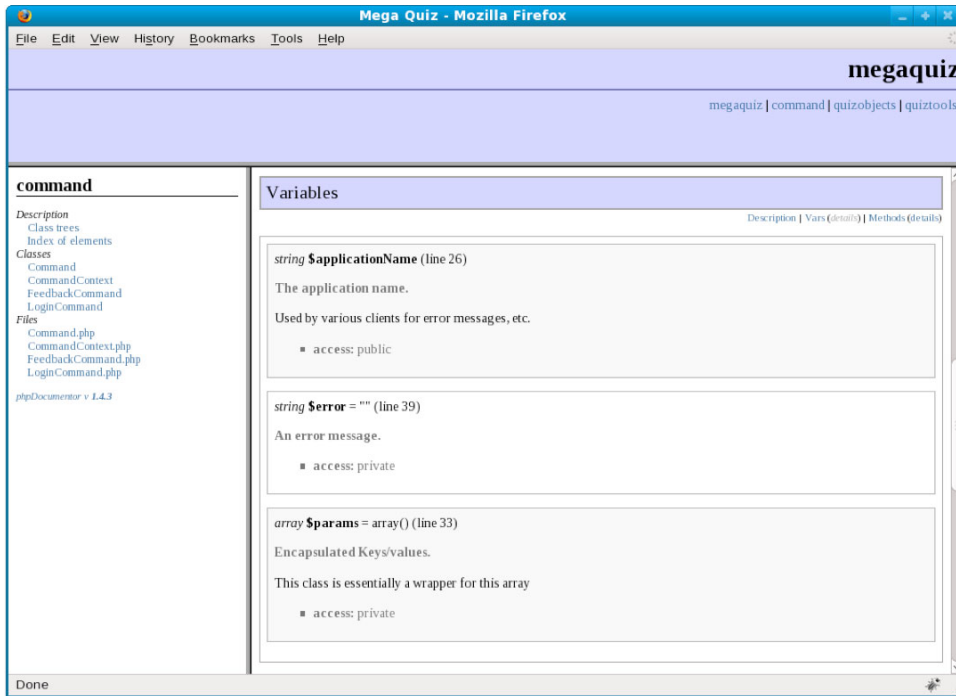 Mega Quiz - Mozilla Firefox
File Edit View History Bookmarks Tools Help
megaquiz
megaquiz | command | quizobjects | quiztools
command
Description
Class trees
Index of elements
Classes
Command
CommandContext
FeedbackCommand
LoginCommand
Files
Command.php
CommandContext.php
FeedbackCommand.php
LoginCommand.php
phpDocumentor v 1.4.3
Variables
Description | Vars (details) | Methods (details)
string $applicationName (line 26)
The application name.
Used by various clients for error messages, etc.
access: public
string $error = "" (line 39)
An error message.
access: private
array $params = array() (line 33)
Encapsulated Keys/values.
This class is essentially a wrapper for this array
access: private
Done